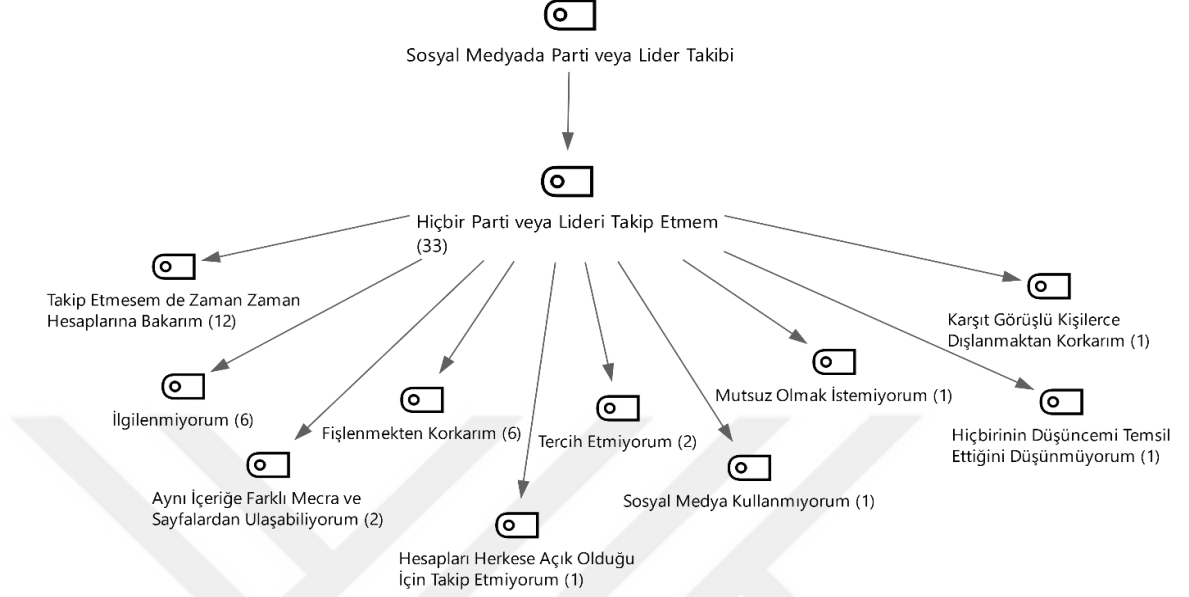 Sosyal Medyada Parti veya Lider Takibi
Hiçbir Parti veya Lideri Takip Etmem
(33)
Takip Etmesem de Zaman Zaman
Hesaplarına Bakarım (12)
Karşıt Görüşlü Kişilerce
Dışlanmaktan Korkarım (1)
İlgilenmiyorum (6)
Fişlenmekten Korkarım (6)
Tercih Etmiyorum (2)
Mutsuz Olmak İstemiyorum (1)
Hiçbirinin Düşüncemi Temsil
Ettiğini Düşünmüyorum (1)
Aynı İçeriğe Farklı Mecra ve
Sayfalardan Ulaşabiliyorum (2)
Sosyal Medya Kullanmıyorum (1)
Hesapları Herkese Açık Olduğu
İçin Takip Etmiyorum (1)